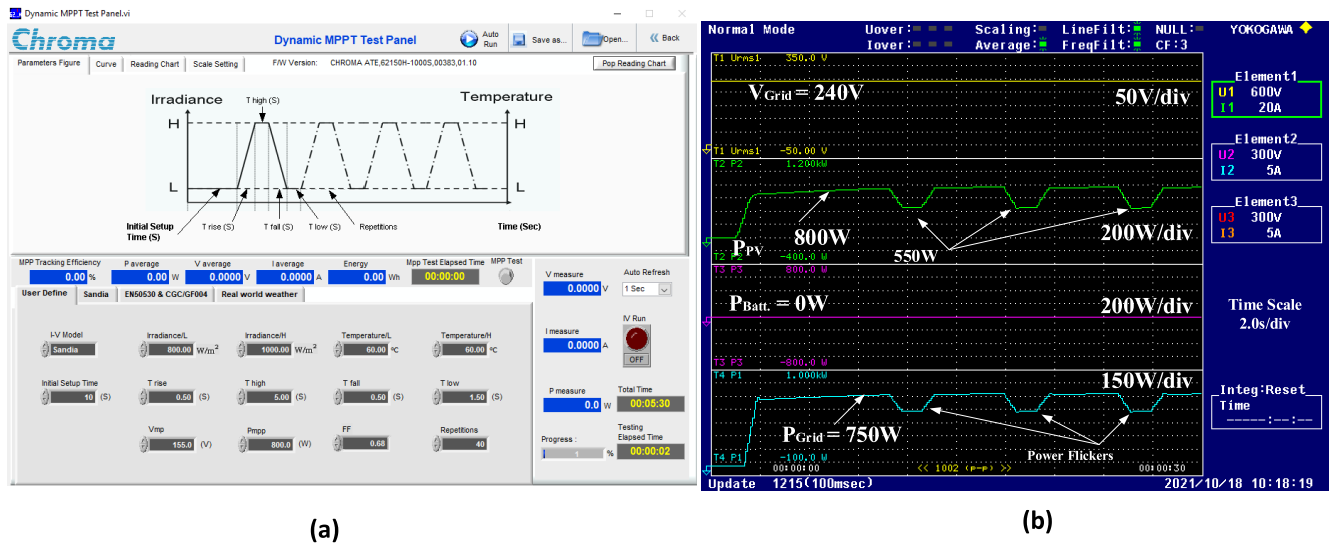 Dynamic MPPT Test Panel.vi
Chroma
Dynamic MPPT Test Panel
Auto Run
Save as...
Open...
Back
Parameters Figure
Curve
Reading Chart
Scale Setting
F/W Version:
CHROMA ATE,62150H-1000S,00383,01.10
Pop Reading Chart
Irradiance
T high (S)
Temperature
H
H
L
L
Initial Setup Time (S)
T rise (S)
T fall (S)
T low (S)
Repetitions
Time (Sec)
MPP Tracking Efficiency
0.00 %
P average
0.00 W
V average
0.0000 V
I average
0.0000 A
Energy
0.00 Wh
Mpp Test Elapsed Time
00:00:00
MPP Test
User Define
Sandia
EN50530 & CGC/GF004
Real world weather
I-V Model
Sandia
Irradiance/L
800.00 W/m²
Irradiance/H
1000.00 W/m²
Temperature/L
60.00 ℃
Temperature/H
60.00 ℃
Initial Setup Time
10 (S)
T rise
0.50 (S)
T high
5.00 (S)
T fall
0.50 (S)
T low
1.50 (S)
Vmp
155.0 (V)
Pmpp
800.0 (W)
FF
0.68
Repetitions
40
V measure
0.0000 V
Auto Refresh
1 Sec
I measure
0.0000 A
IV Run
OFF
P measure
0.0 W
Total Time
00:05:30
Progress :
1 %
Testing Elapsed Time
00:00:02
(a)
Normal Mode
Uover:
Iover:
Scaling:
Average:
LineFilt:
FreqFilt:
NULL:
CF:3
YOKOGAWA
T1 Urms1 350.0 V
VGrid = 240V
50V/div
T1 Urms1 -50.00 V
T2 P2 1.200kW
PPV
800W
550W
200W/div
T2 P2 -400.0 W
T3 P3 800.0 W
PBatt. = 0W
200W/div
T3 P3 -800.0 W
T4 P1 1.000kW
150W/div
PGrid = 750W
Power Flickers
T4 P1 -100.0 W
00:00:00
<< 1002 (p-p) >>
00:00:30
Update 1215(100msec)
2021/10/18 10:18:19
Element1
U1 600V
I1 20A
Element2
U2 300V
I2 5A
Element3
U3 300V
I3 5A
Time Scale
2.0s/div
Integ:Reset
Time
-----:--:--
(b)